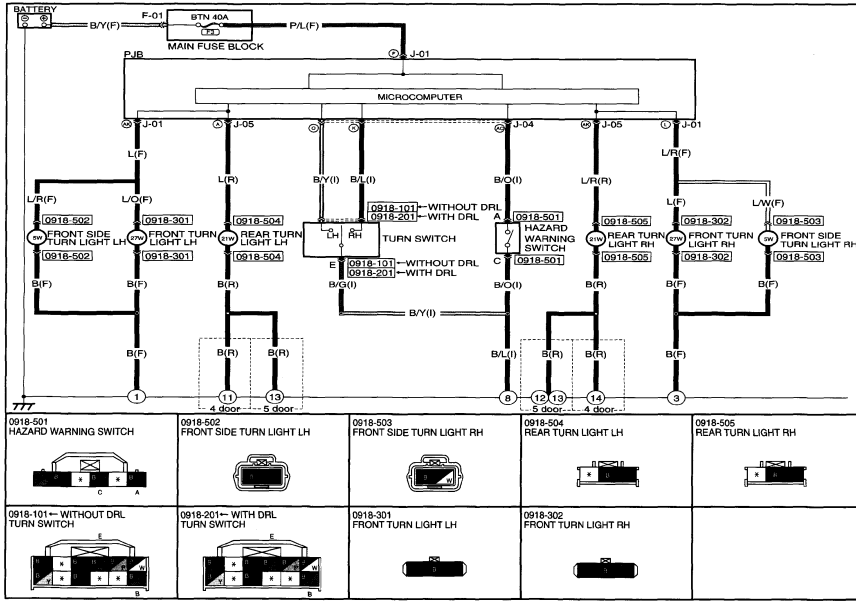 BATTERY
F-01
BTN 40A
B/Y(F)
F3
P/L(F)
MAIN FUSE BLOCK
PJB
P J-01
MICROCOMPUTER
J-01
A J-05
O
R
AO J-04
J-05
L J-01
L(F)
L(R)
B/Y(I)
B/L(I)
B/O(I)
L/R(R)
L/R(F)
L/R(F)
L/O(F)
0918-101 ← WITHOUT DRL
0918-201 ← WITH DRL
L(F)
L/W(F)
0918-502
0918-301
0918-504
A 0918-501
0918-505
0918-302
0918-503
5W FRONT SIDE TURN LIGHT LH
27W FRONT TURN LIGHT LH
21W REAR TURN LIGHT LH
LH RH
TURN SWITCH
HAZARD WARNING SWITCH
21W REAR TURN LIGHT RH
27W FRONT TURN LIGHT RH
5W FRONT SIDE TURN LIGHT RH
0918-502
0918-301
0918-504
E 0918-101 ← WITHOUT DRL
0918-201 ← WITH DRL
C 0918-501
0918-505
0918-302
0918-503
B(F)
B(F)
B(R)
B/G(I)
B/O(I)
B(R)
B(F)
B(F)
B/Y(I)
B(F)
B(R)
B(R)
B/L(I)
B(R)
B(R)
B(F)
1
11
13
8
12
13
14
3
4 door
5 door
5 door
4 door
0918-501
HAZARD WARNING SWITCH
C A
0918-502
FRONT SIDE TURN LIGHT LH
0918-503
FRONT SIDE TURN LIGHT RH
W
0918-504
REAR TURN LIGHT LH
0918-505
REAR TURN LIGHT RH
0918-101 ← WITHOUT DRL
TURN SWITCH
E
Y
W
B
0918-201 ← WITH DRL
TURN SWITCH
E
Y
W
B
0918-301
FRONT TURN LIGHT LH
0918-302
FRONT TURN LIGHT RH